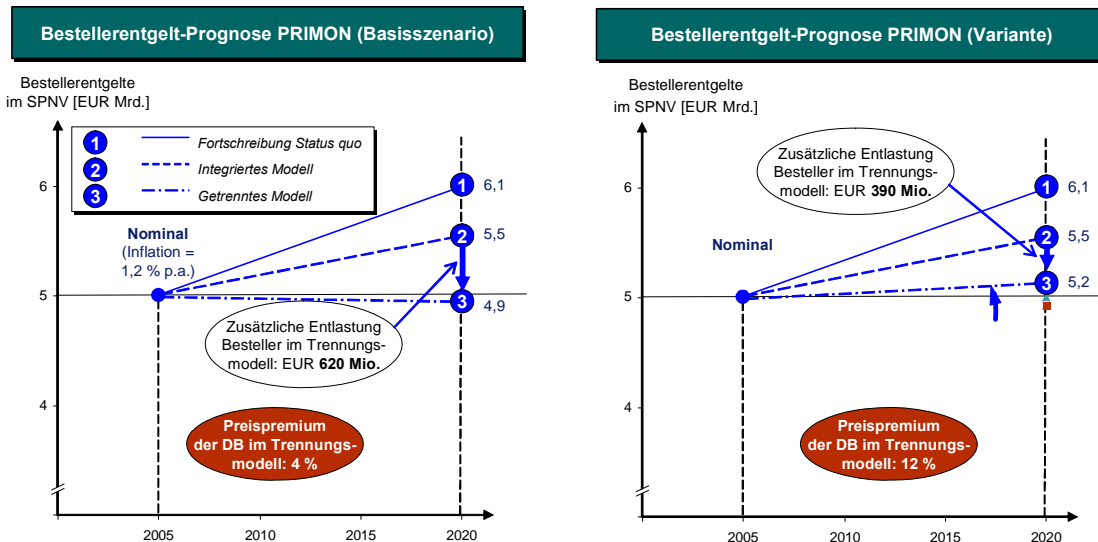 Bestellerentgelt-Prognose PRIMON (Basisszenario)
Bestellerentgelte
im SPNV [EUR Mrd.]
1 Fortschreibung Status quo
2 Integriertes Modell
3 Getrenntes Modell
6
5
4
Nominal
(Inflation =
1,2 % p.a.)
1 6,1
2 5,5
3 4,9
Zusätzliche Entlastung
Besteller im Trennungs-
modell: EUR 620 Mio.
Preispremium
der DB im Trennungs-
modell: 4 %
2005 2010 2015 2020
Bestellerentgelt-Prognose PRIMON (Variante)
Bestellerentgelte
im SPNV [EUR Mrd.]
Zusätzliche Entlastung
Besteller im Trennungs-
modell: EUR 390 Mio.
6
5
4
Nominal
1 6,1
2 5,5
3 5,2
Preispremium
der DB im Trennungs-
modell: 12 %
2005 2010 2015 2020